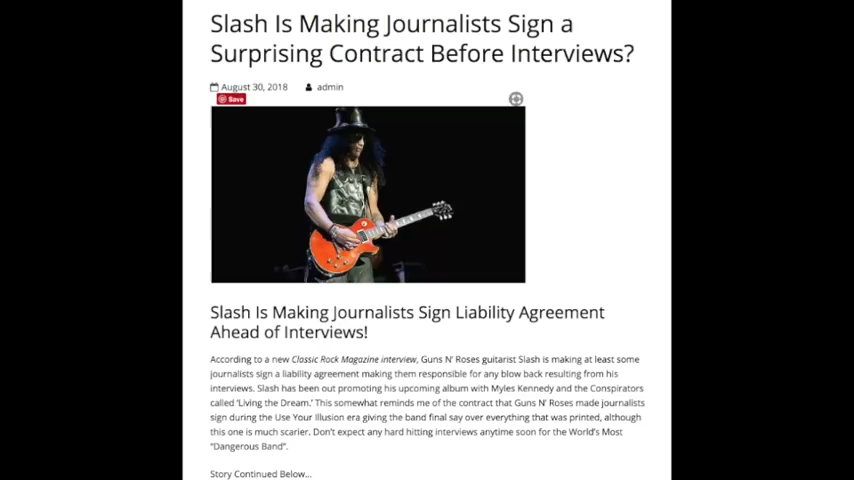 Slash Is Making Journalists Sign a
Surprising Contract Before Interviews?
August 30, 2018 admin
Save
Slash Is Making Journalists Sign Liability Agreement
Ahead of Interviews!
According to a new Classic Rock Magazine interview, Guns N' Roses guitarist Slash is making at least some
journalists sign a liability agreement making them responsible for any blow back resulting from his
interviews. Slash has been out promoting his upcoming album with Myles Kennedy and the Conspirators
called 'Living the Dream.' This somewhat reminds me of the contract that Guns N' Roses made journalists
sign during the Use Your Illusion era giving the band final say over everything that was printed, although
this one is much scarier. Don't expect any hard hitting interviews anytime soon for the World's Most
"Dangerous Band".
Story Continued Below...